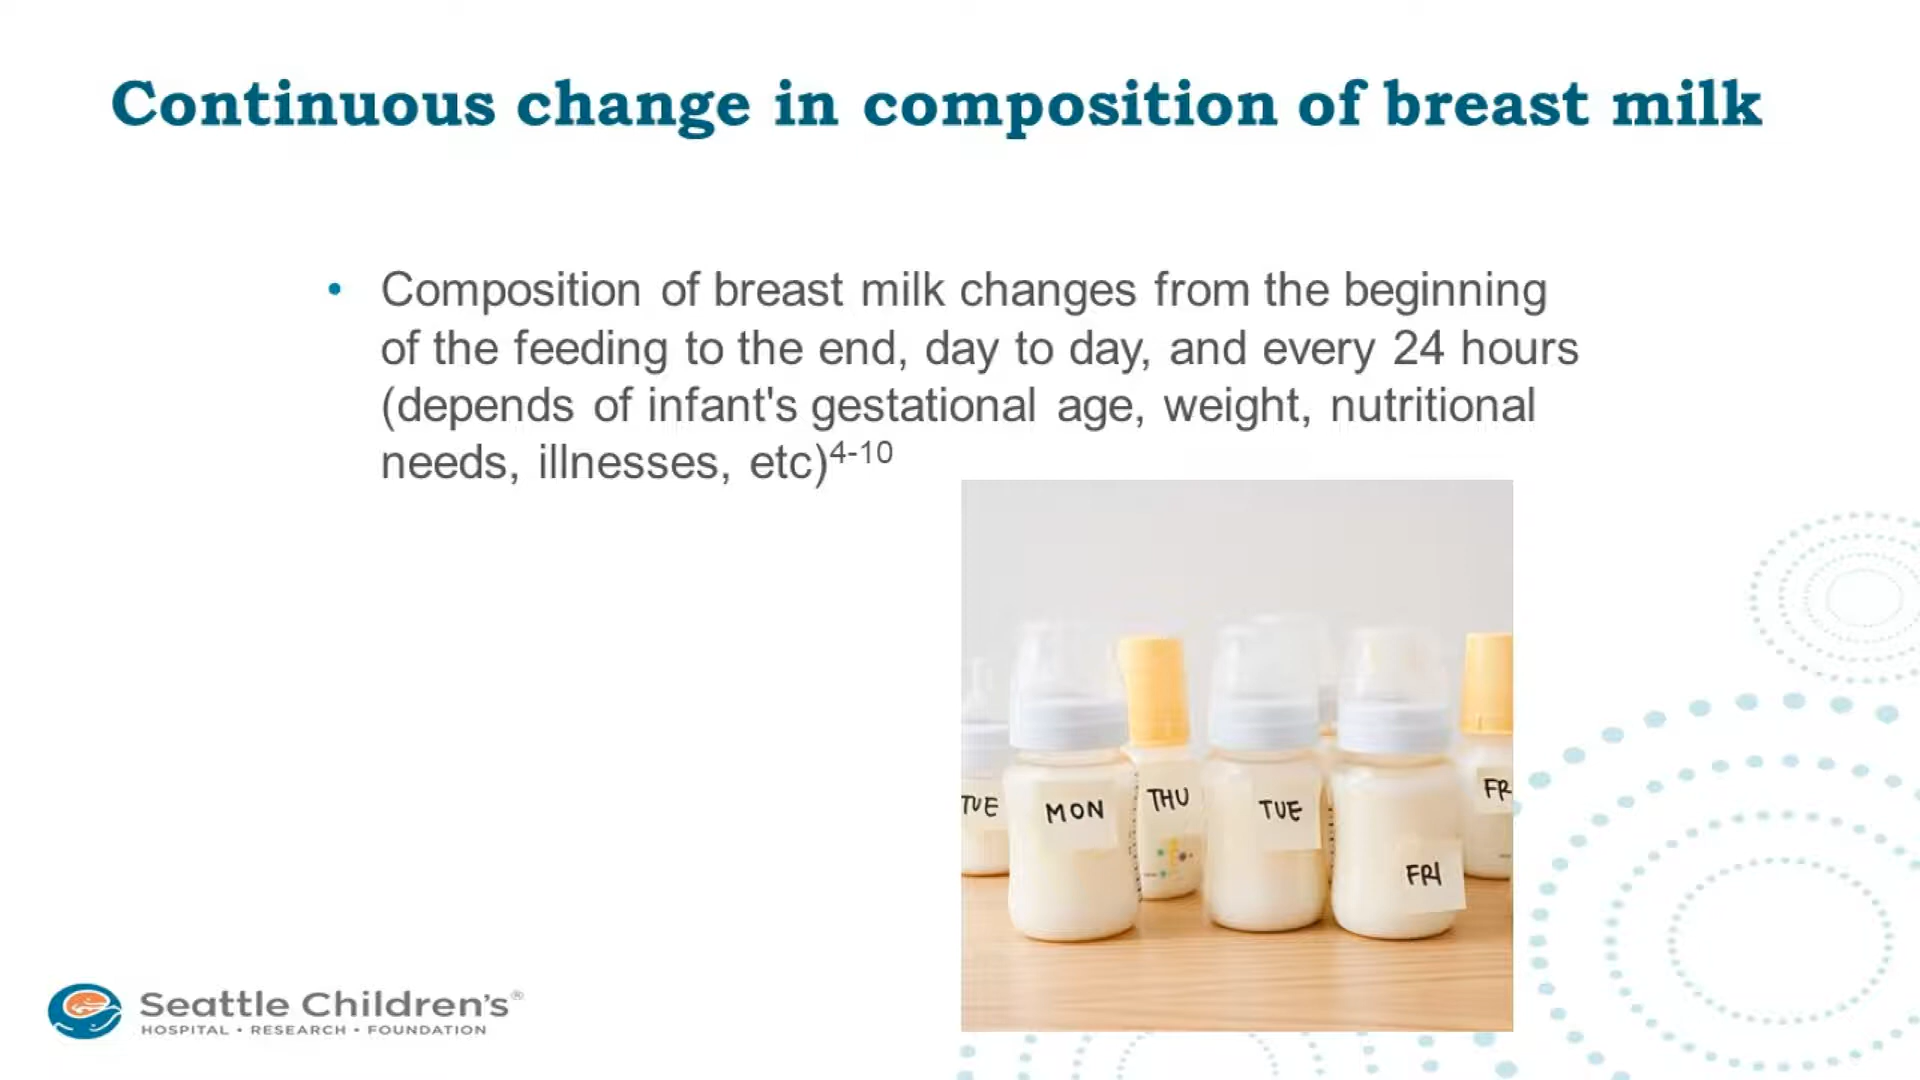 Continuous change in composition of breast milk
• Composition of breast milk changes from the beginning
of the feeding to the end, day to day, and every 24 hours
(depends of infant's gestational age, weight, nutritional
needs, illnesses, etc)4-10
TUE
MON
THU
TUE
FRI
FR
Seattle Children's®
HOSPITAL • RESEARCH • FOUNDATION